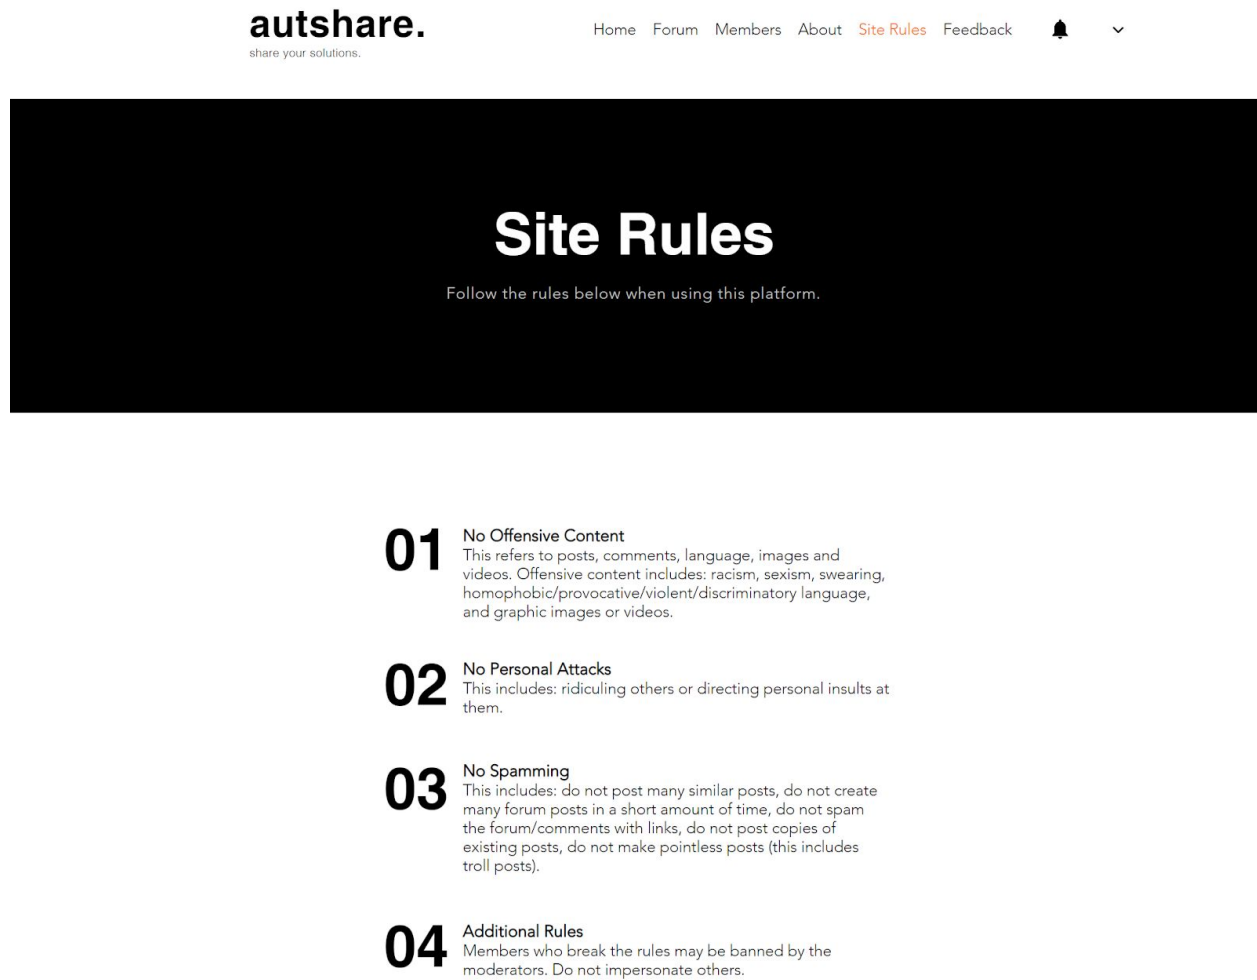 autshare.
share your solutions.
Home Forum Members About Site Rules Feedback
Site Rules
Follow the rules below when using this platform.
01
No Offensive Content
This refers to posts, comments, language, images and
videos. Offensive content includes: racism, sexism, swearing,
homophobic/provocative/violent/discriminatory language,
and graphic images or videos.
02
No Personal Attacks
This includes: ridiculing others or directing personal insults at
them.
03
No Spamming
This includes: do not post many similar posts, do not create
many forum posts in a short amount of time, do not spam
the forum/comments with links, do not post copies of
existing posts, do not make pointless posts (this includes
troll posts).
04
Additional Rules
Members who break the rules may be banned by the
moderators. Do not impersonate others.